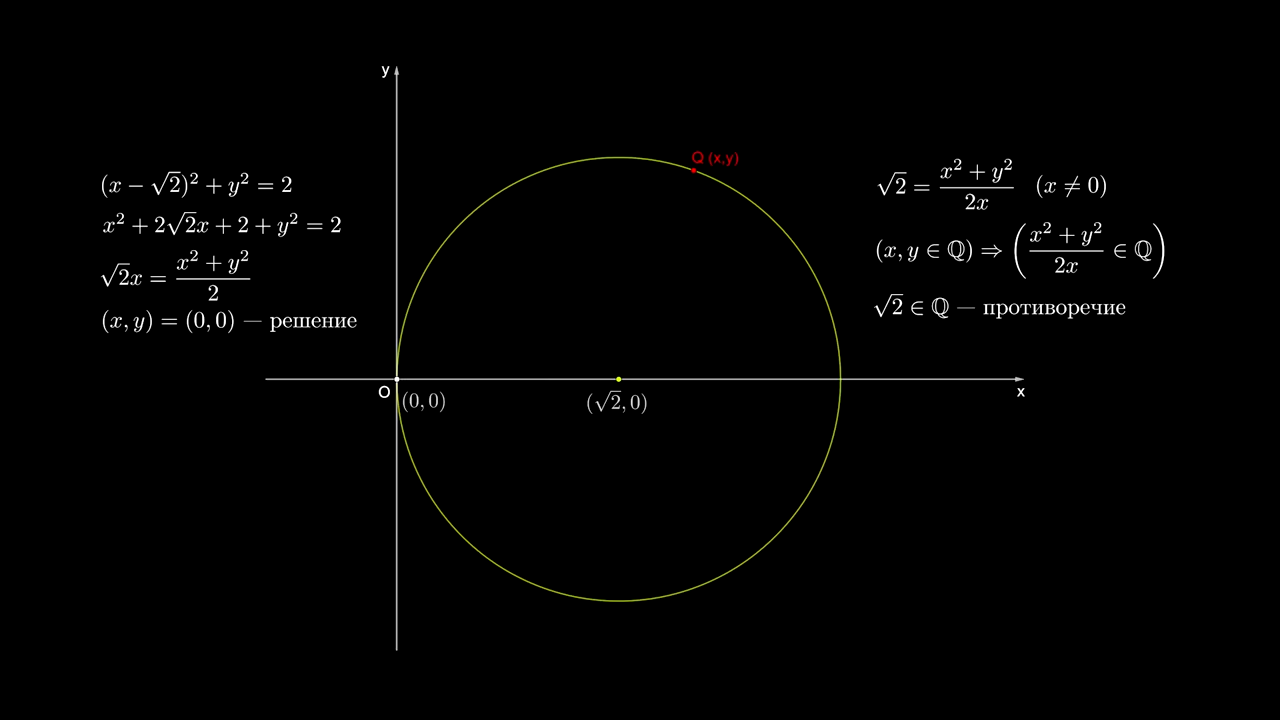 y
Q (x,y)
(x − √2)² + y² = 2
x² + 2√2x + 2 + y² = 2
√2x = (x² + y²)/2
(x, y) = (0, 0) — решение
√2 = (x² + y²)/(2x) (x ≠ 0)
(x, y ∈ ℚ) ⇒ ((x² + y²)/(2x) ∈ ℚ)
√2 ∈ ℚ — противоречие
O
(0, 0)
(√2, 0)
x